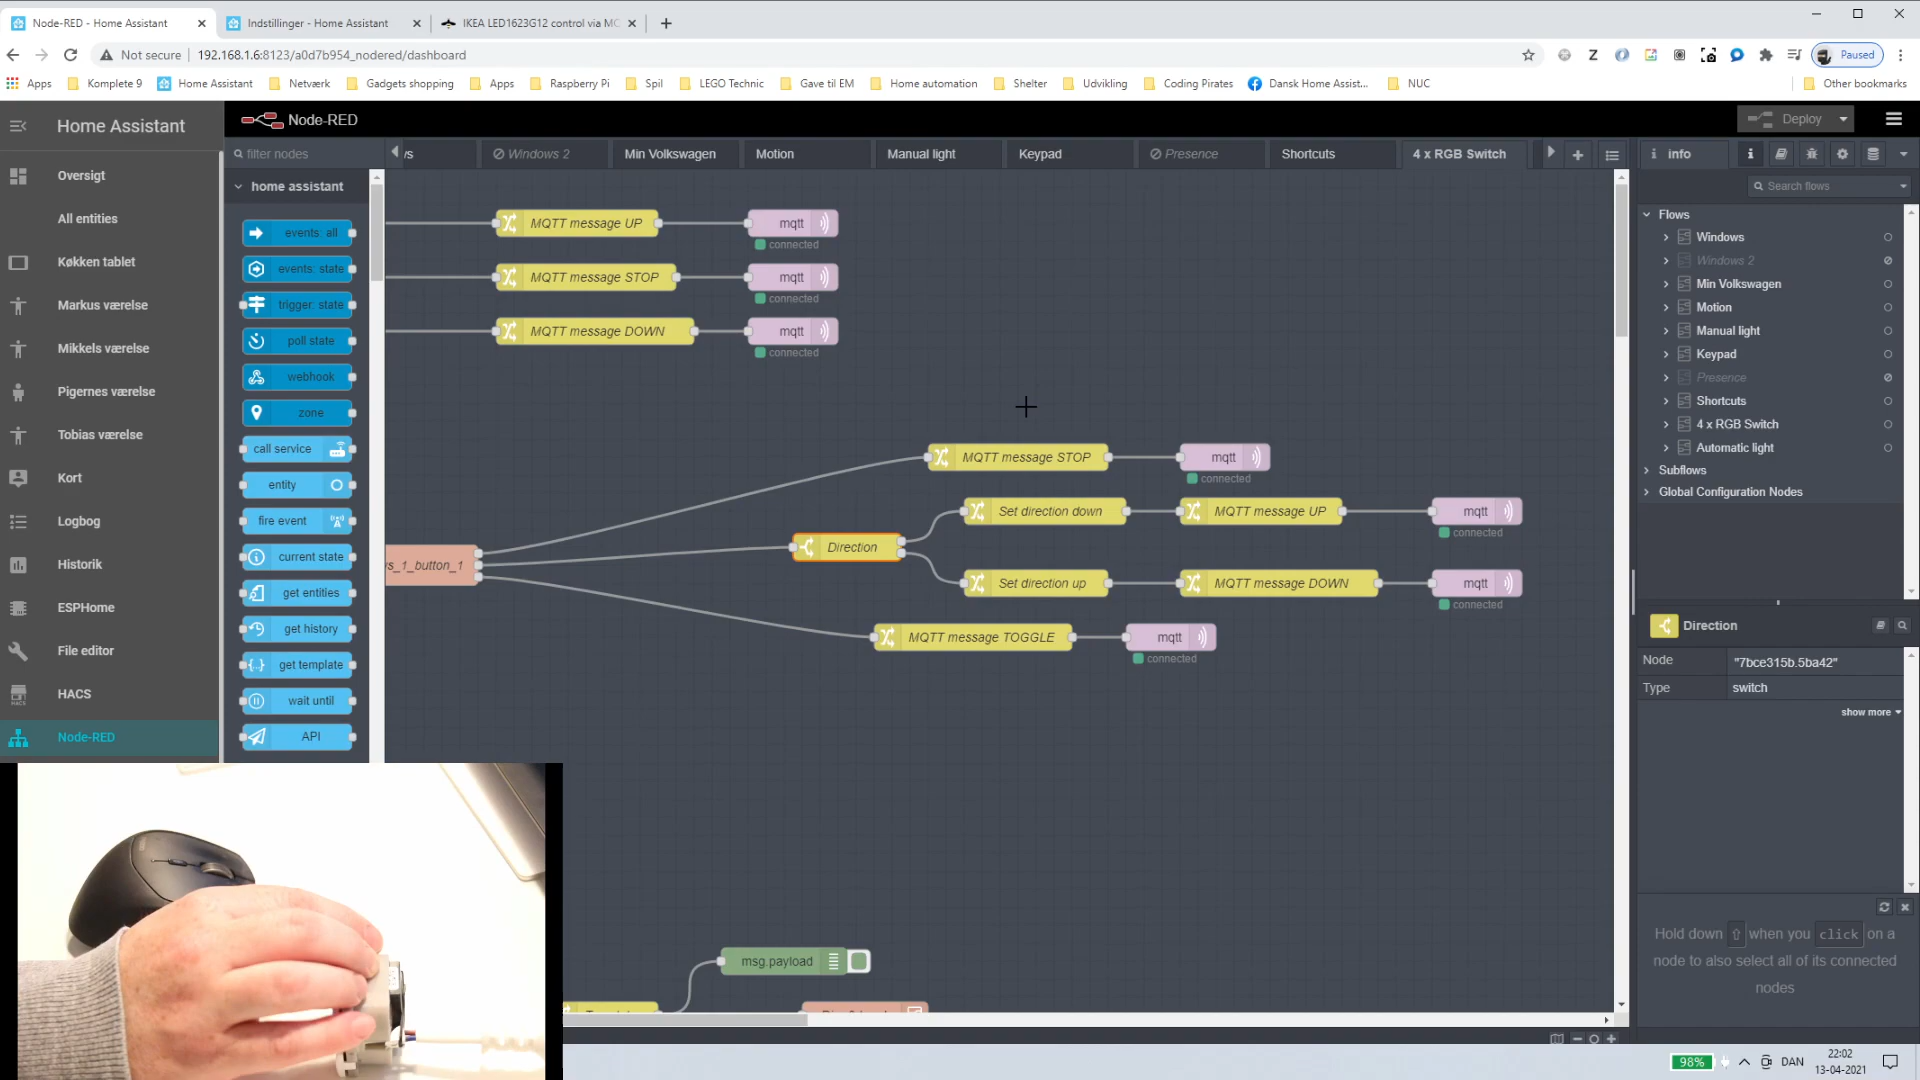 Node-RED - Home Assistant
Indstillinger - Home Assistant
IKEA LED1623G12 control via MQ
Not secure
192.168.1.6:8123/a0d7b954_nodered/dashboard
Paused
Apps
Komplete 9
Home Assistant
Netværk
Gadgets shopping
Apps
Raspberry Pi
Spil
LEGO Technic
Gave til EM
Home automation
Shelter
Udvikling
Coding Pirates
Dansk Home Assist...
NUC
Other bookmarks
Home Assistant
Node-RED
Deploy
filter nodes
Windows 2
Min Volkswagen
Motion
Manual light
Keypad
Presence
Shortcuts
4 x RGB Switch
info
Oversigt
All entities
Køkken tablet
Markus værelse
Mikkels værelse
Pigernes værelse
Tobias værelse
Kort
Logbog
Historik
ESPHome
File editor
HACS
Node-RED
home assistant
events: all
events: state
trigger: state
poll state
webhook
zone
call service
entity
fire event
current state
get entities
get history
get template
wait until
API
MQTT message UP
mqtt
connected
MQTT message STOP
mqtt
connected
MQTT message DOWN
mqtt
connected
MQTT message STOP
mqtt
connected
Set direction down
MQTT message UP
mqtt
connected
Direction
s_1_button_1
Set direction up
MQTT message DOWN
mqtt
connected
MQTT message TOGGLE
mqtt
connected
msg.payload
Search flows
Flows
Windows
Windows 2
Min Volkswagen
Motion
Manual light
Keypad
Presence
Shortcuts
4 x RGB Switch
Automatic light
Subflows
Global Configuration Nodes
Direction
Node
"7bce315b.5ba42"
Type
switch
show more
Hold down ⇧ when you click on a
node to also select all of its connected
nodes
98%
DAN
22:02
13-04-2021